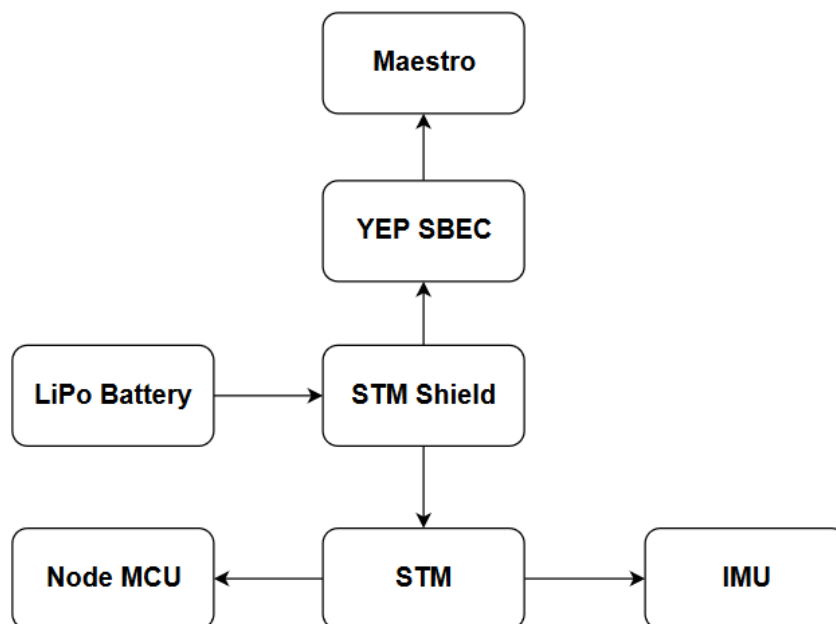 Maestro
YEP SBEC
LiPo Battery
STM Shield
Node MCU
STM
IMU